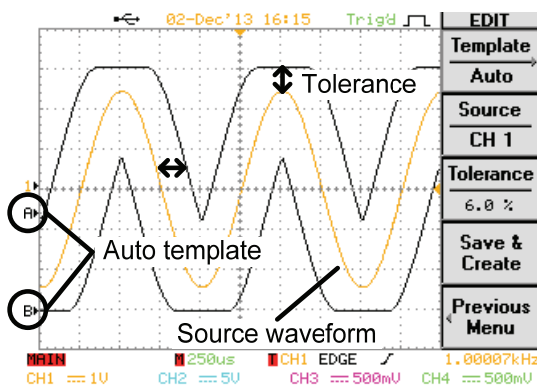 02-Dec'13 16:15 Trig'd
EDIT
Template
Auto
Source
CH 1
Tolerance
6.0 %
Save &
Create
Previous
Menu
Tolerance
1
A
Auto template
B
Source waveform
MAIN M 250us T CH1 EDGE 1.00007kHz
CH1 1V CH2 5V CH3 500mV CH4 500mV